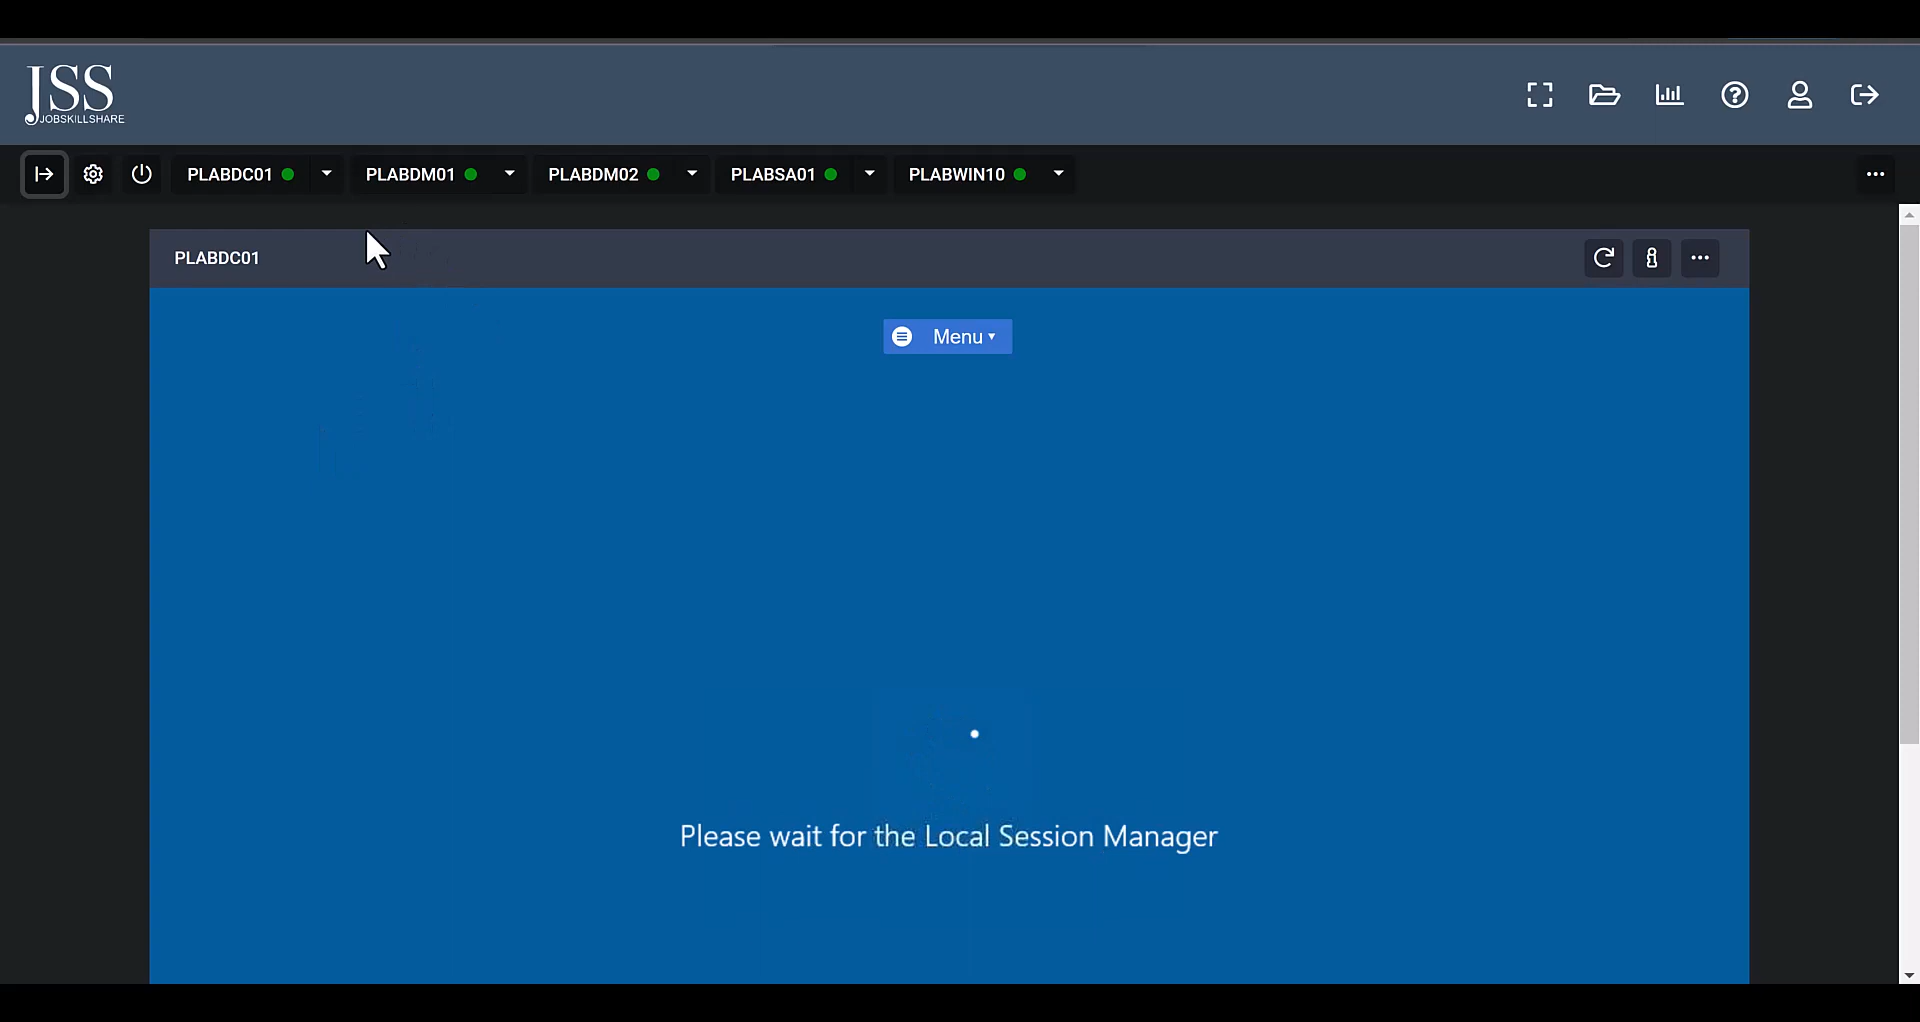 JSS
JOBSKILLSHARE
PLABDC01 PLABDM01 PLABDM02 PLABSA01 PLABWIN10
PLABDC01
Menu
Please wait for the Local Session Manager